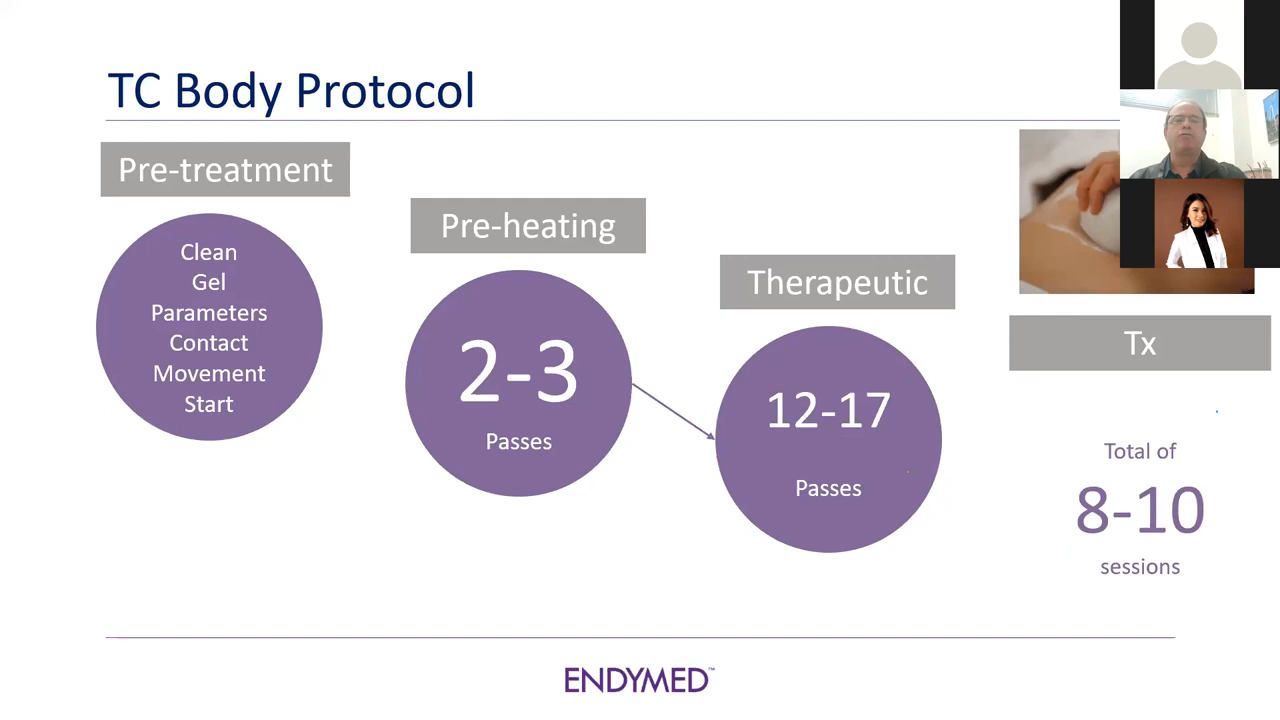 TC Body Protocol
Pre-treatment
Clean
Gel
Parameters
Contact
Movement
Start
Pre-heating
2-3
Passes
Therapeutic
12-17
Passes
Tx
Total of
8-10
sessions
ENDYMED™